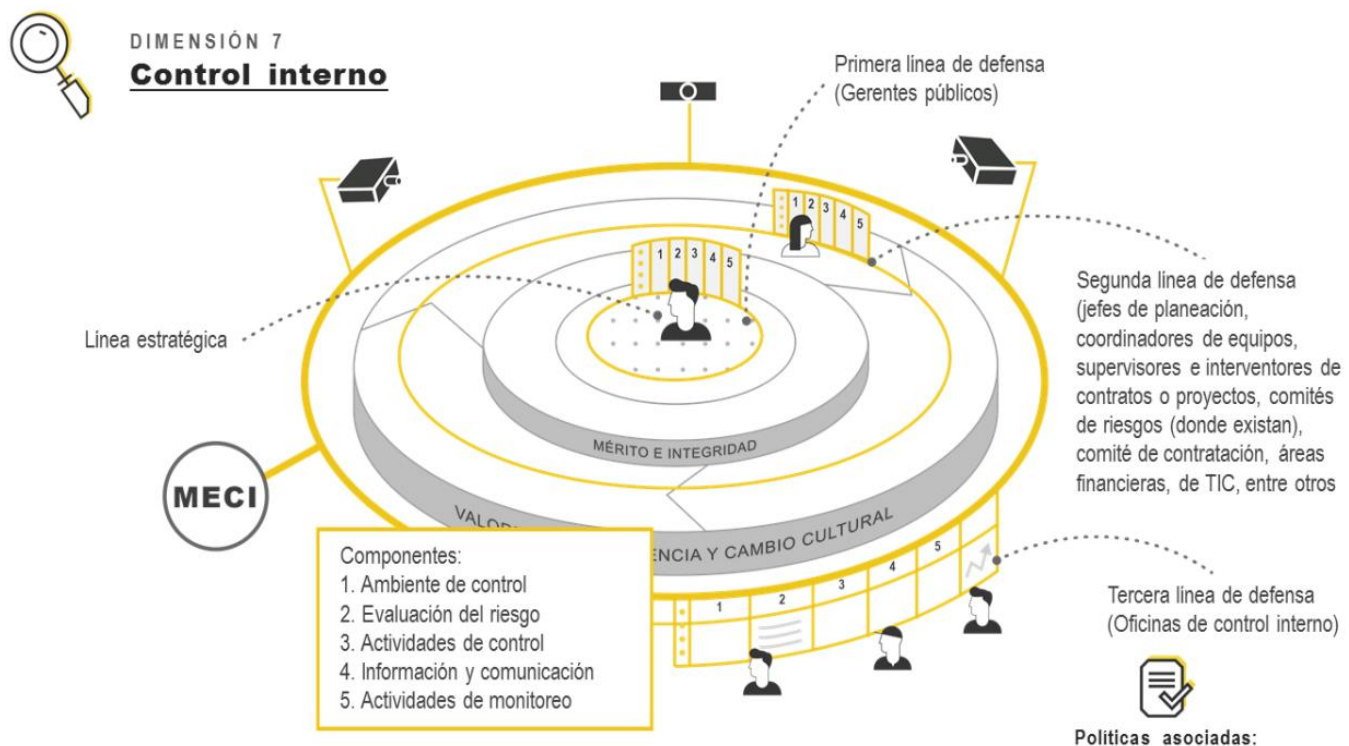 DIMENSIÓN 7
Control interno
Primera linea de defensa
(Gerentes públicos)
1 2 3 4 5
1 2 3 4 5
Línea estratégica
Segunda línea de defensa
(jefes de planeación,
coordinadores de equipos,
supervisores e interventores de
contratos o proyectos, comités
de riesgos (donde existan),
comité de contratación, áreas
financieras, de TIC, entre otros
MÉRITO E INTEGRIDAD
MECI
ENCIA Y CAMBIO CULTURAL
Componentes:
1. Ambiente de control
2. Evaluación del riesgo
3. Actividades de control
4. Información y comunicación
5. Actividades de monitoreo
1 2 3 4 5
Tercera línea de defensa
(Oficinas de control interno)
Políticas asociadas: